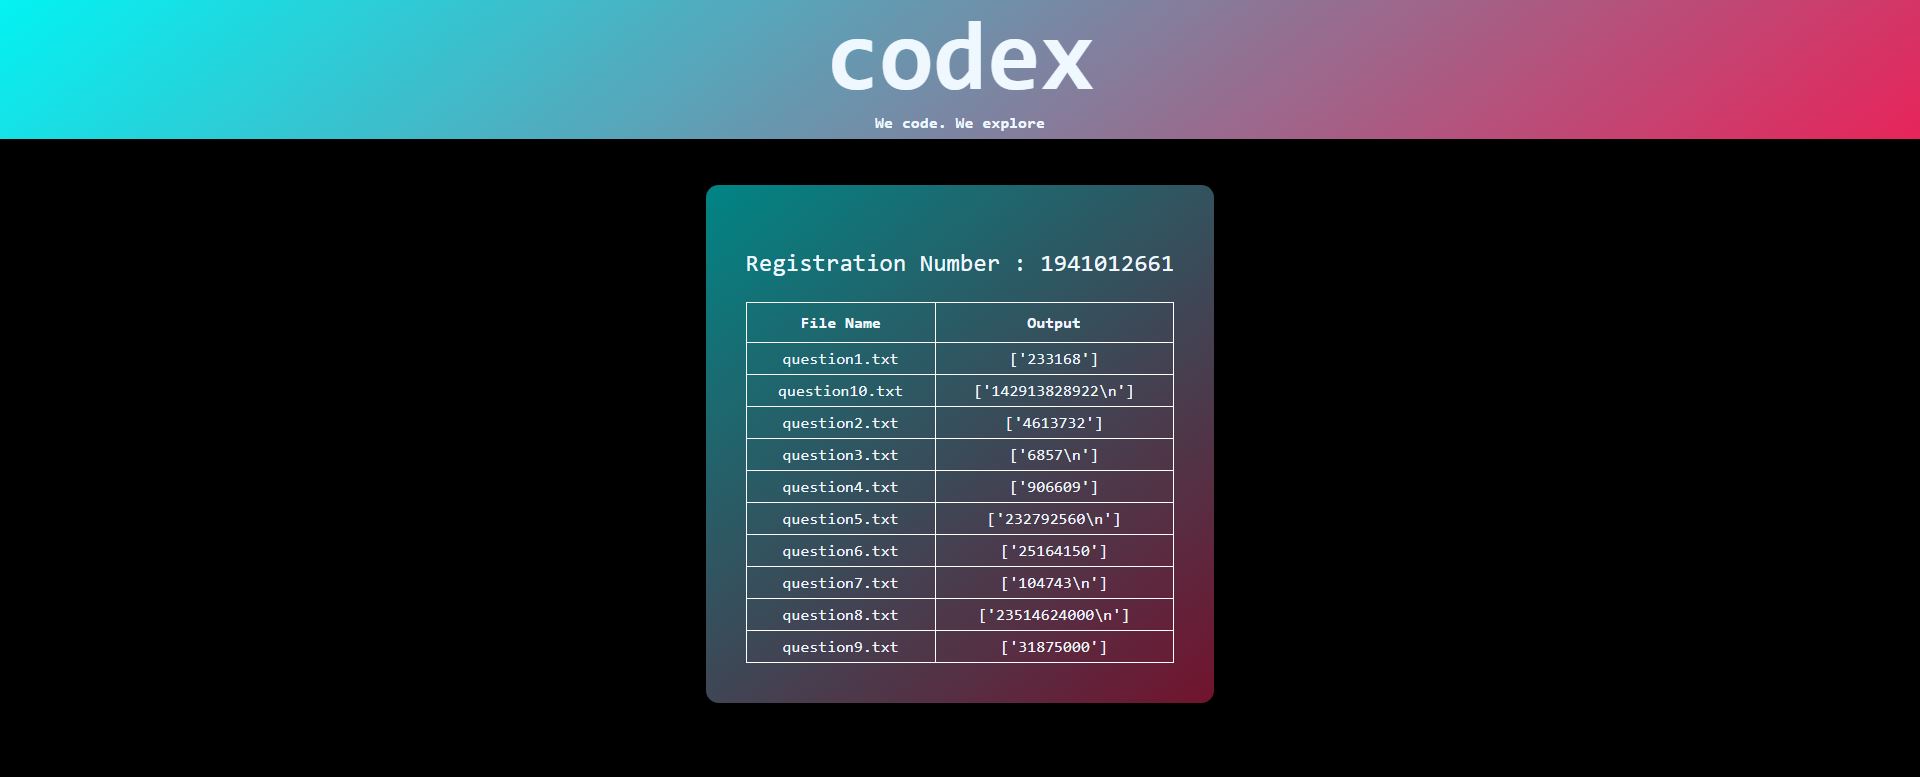 codex
We code. We explore
Registration Number : 1941012661
File Name Output
question1.txt ['233168']
question10.txt ['142913828922\n']
question2.txt ['4613732']
question3.txt ['6857\n']
question4.txt ['906609']
question5.txt ['232792560\n']
question6.txt ['25164150']
question7.txt ['104743\n']
question8.txt ['23514624000\n']
question9.txt ['31875000']